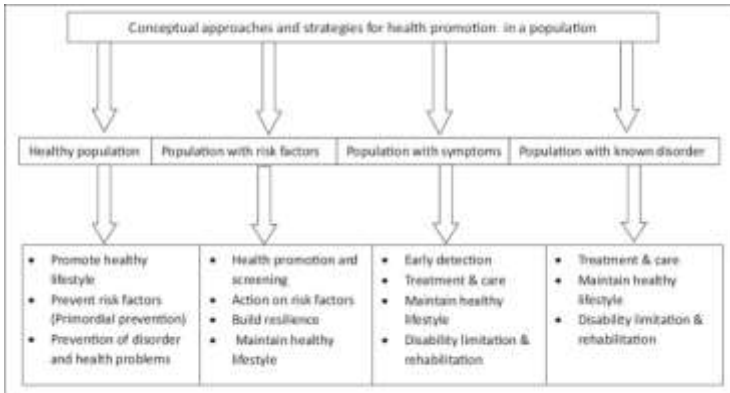 Conceptual approaches and strategies for health promotion in a population
Healthy population
Population with risk factors
Population with symptoms
Population with known disorder
• Promote healthy
lifestyle
• Prevent risk factors
(Primordial prevention)
• Prevention of disorder
and health problems
• Health promotion and
screening
• Action on risk factors
• Build resilience
• Maintain healthy
lifestyle
• Early detection
• Treatment & care
• Maintain healthy
lifestyle
• Disability limitation &
rehabilitation
• Treatment & care
• Maintain healthy
lifestyle
• Disability limitation &
rehabilitation